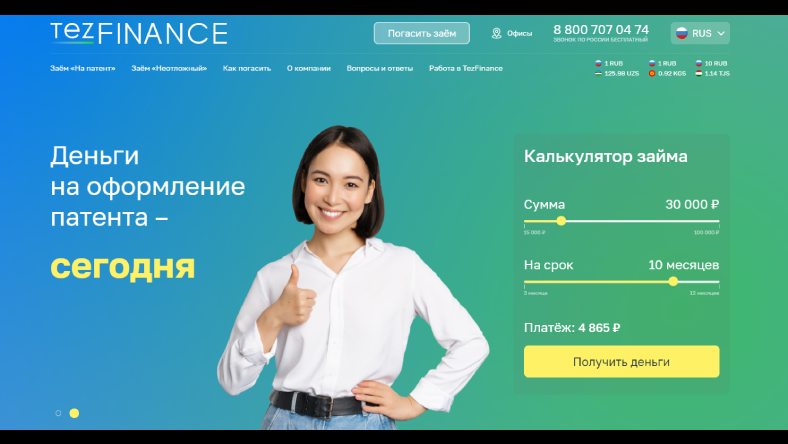 TezFINANCE
Погасить заём
Офисы
8 800 707 04 74
ЗВОНОК ПО РОССИИ БЕСПЛАТНЫЙ
RUS
Заём «На патент»
Заём «Неотложный»
Как погасить
О компании
Вопросы и ответы
Работа в TezFinance
1 RUB
125.98 UZS
1 RUB
0.92 KGS
10 RUB
1.14 TJS
Деньги
на оформление
патента –
сегодня
Калькулятор займа
Сумма 30 000 ₽
15 000 ₽ 100 000 ₽
На срок 10 месяцев
12 месяцев
Платёж: 4 865 ₽
Получить деньги